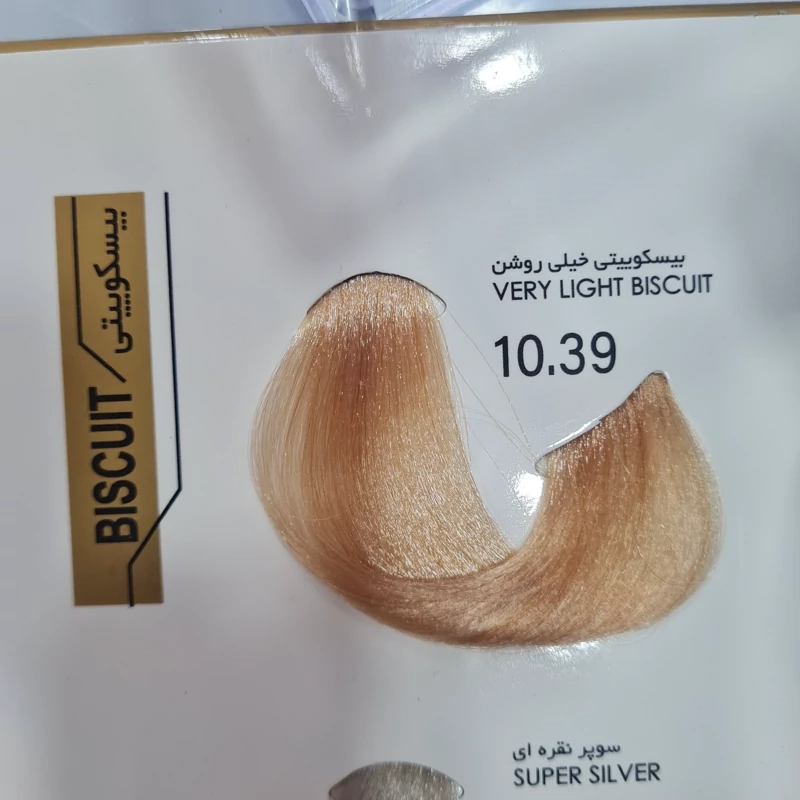 بیسکوییتی
BISCUIT
بیسکوییتی خیلی روشن
VERY LIGHT BISCUIT
10.39
سوپر نقره ای
SUPER SILVER